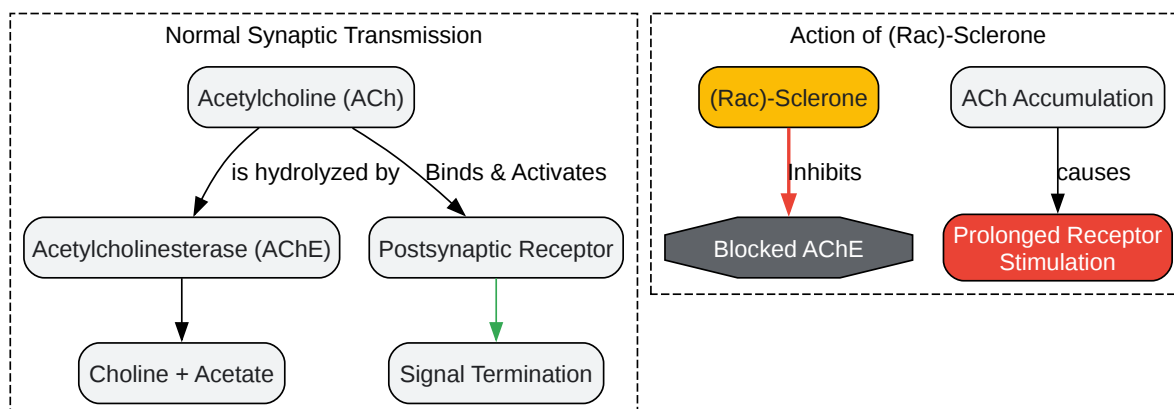 Normal Synaptic Transmission
Acetylcholine (ACh)
is hydrolyzed by
Binds & Activates
Acetylcholinesterase (AChE)
Postsynaptic Receptor
Choline + Acetate
Signal Termination
Action of (Rac)-Sclerone
(Rac)-Sclerone
ACh Accumulation
Inhibits
causes
Blocked AChE
Prolonged Receptor
Stimulation